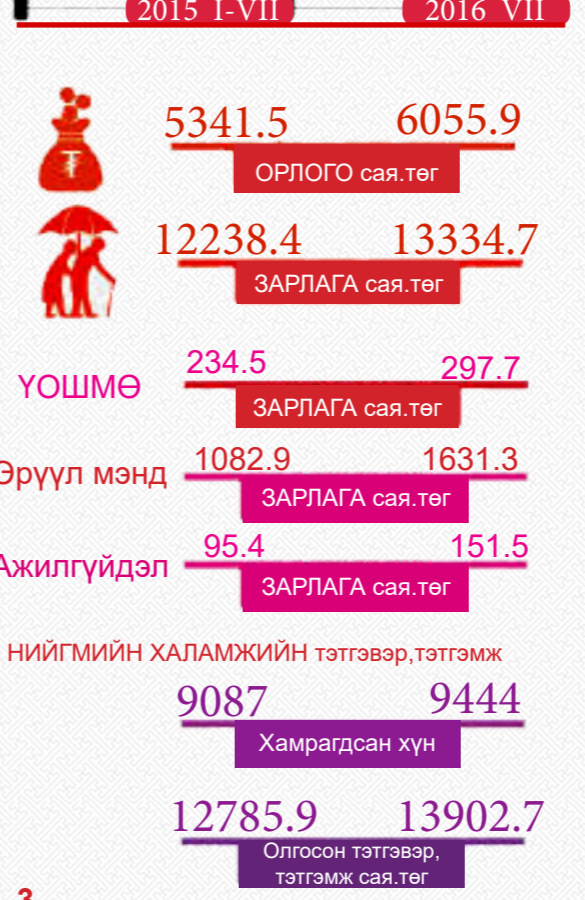 2015 I-VII 2016 VII
5341.5 6055.9
ОРЛОГО сая.төг
₮
12238.4 13334.7
ЗАРЛАГА сая.төг
234.5 297.7
ҮОШМӨ
ЗАРЛАГА сая.төг
1082.9 1631.3
Эрүүл мэнд
ЗАРЛАГА сая.төг
95.4 151.5
Ажилгүйдэл
ЗАРЛАГА сая.төг
НИЙГМИЙН ХАЛАМЖИЙН тэтгэвэр,тэтгэмж
9087 9444
Хамрагдсан хүн
12785.9 13902.7
Олгосон тэтгэвэр,
тэтгэмж сая.төг
3